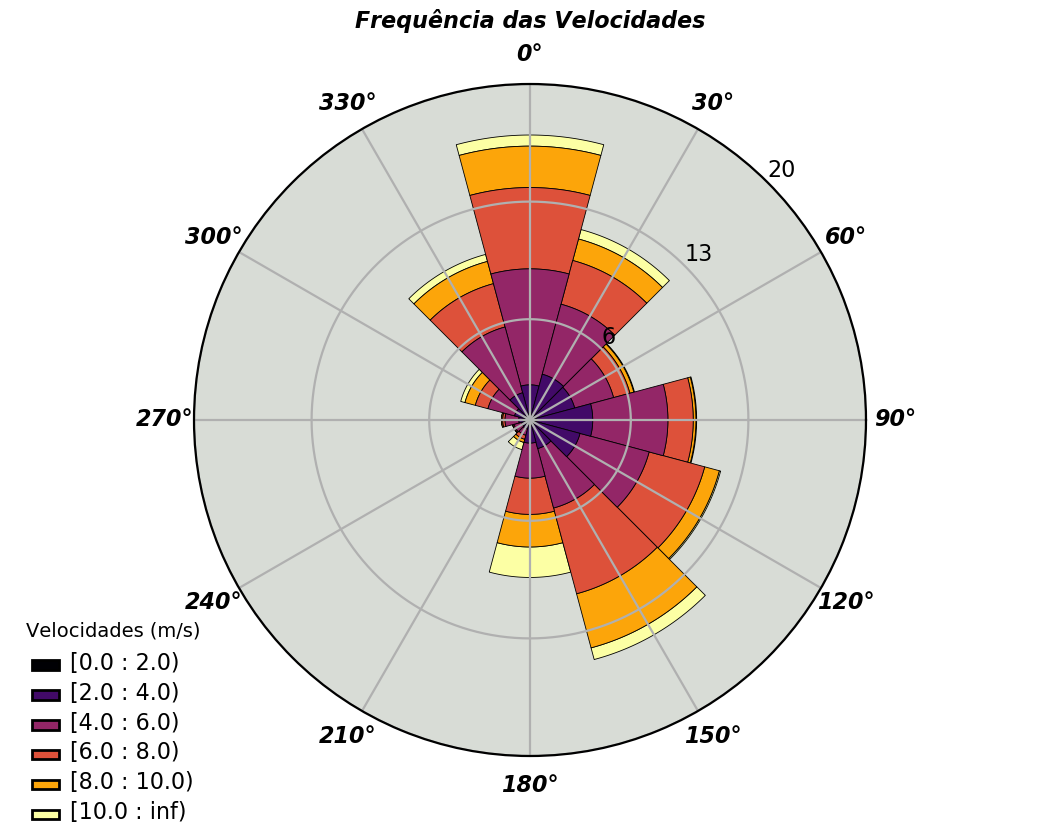 Frequência das Velocidades
0°
330°
30°
20
300°
60°
13
6
270°
90°
240°
120°
210°
150°
180°
Velocidades (m/s)
[0.0 : 2.0)
[2.0 : 4.0)
[4.0 : 6.0)
[6.0 : 8.0)
[8.0 : 10.0)
[10.0 : inf)